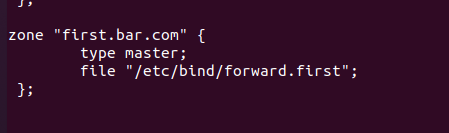 };
zone "first.bar.com" {
type master;
file "/etc/bind/forward.first";
};